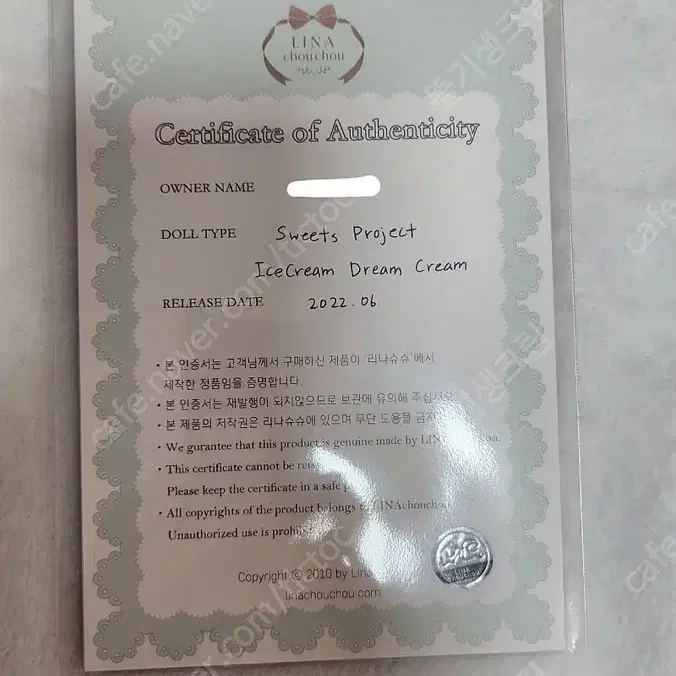 LINA
chouchou
Certificate of Authenticity
OWNER NAME
DOLL TYPE Sweets Project
IceCream Dream Cream
RELEASE DATE 2022.06
• 본 인증서는 고객님께서 구매하신 제품이 '리나슈슈'에서
제작한 정품임을 증명합니다.
• 본 인증서는 재발행이 되지않으므로 보관에 유의해 주십시오
• 본 제품의 저작권은 리나슈슈에 있으며 무단 도용을
• We gurantee that this product is genuine made by
• This certificate cannot be
Please keep the certificate in a safe
• All copyrights of the product belongs to LINAchouchou
Unauthorized use is
Copyright © 2010 by
linachouchou.com
LINA
chouchou